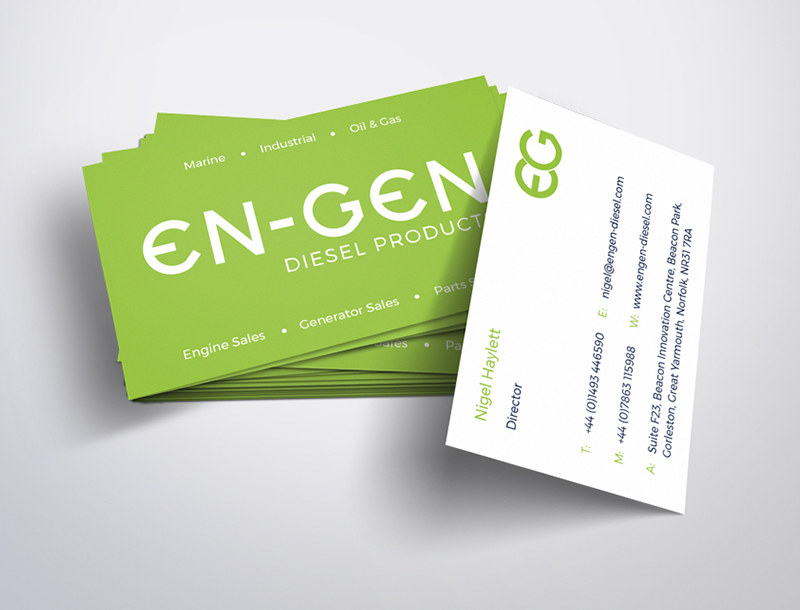 Marine • Industrial • Oil & Gas
EN-GEN
DIESEL PRODUCT
Engine Sales • Generator Sales • Parts
EG
Nigel Haylett
Director
T: +44 (0)1493 446590 E: nigel@engen-diesel.com
M: +44 (0)7863 115988 W: www.engen-diesel.com
A: Suite F23, Beacon Innovation Centre, Beacon Park,
Gorleston, Great Yarmouth, Norfolk, NR31 7RA